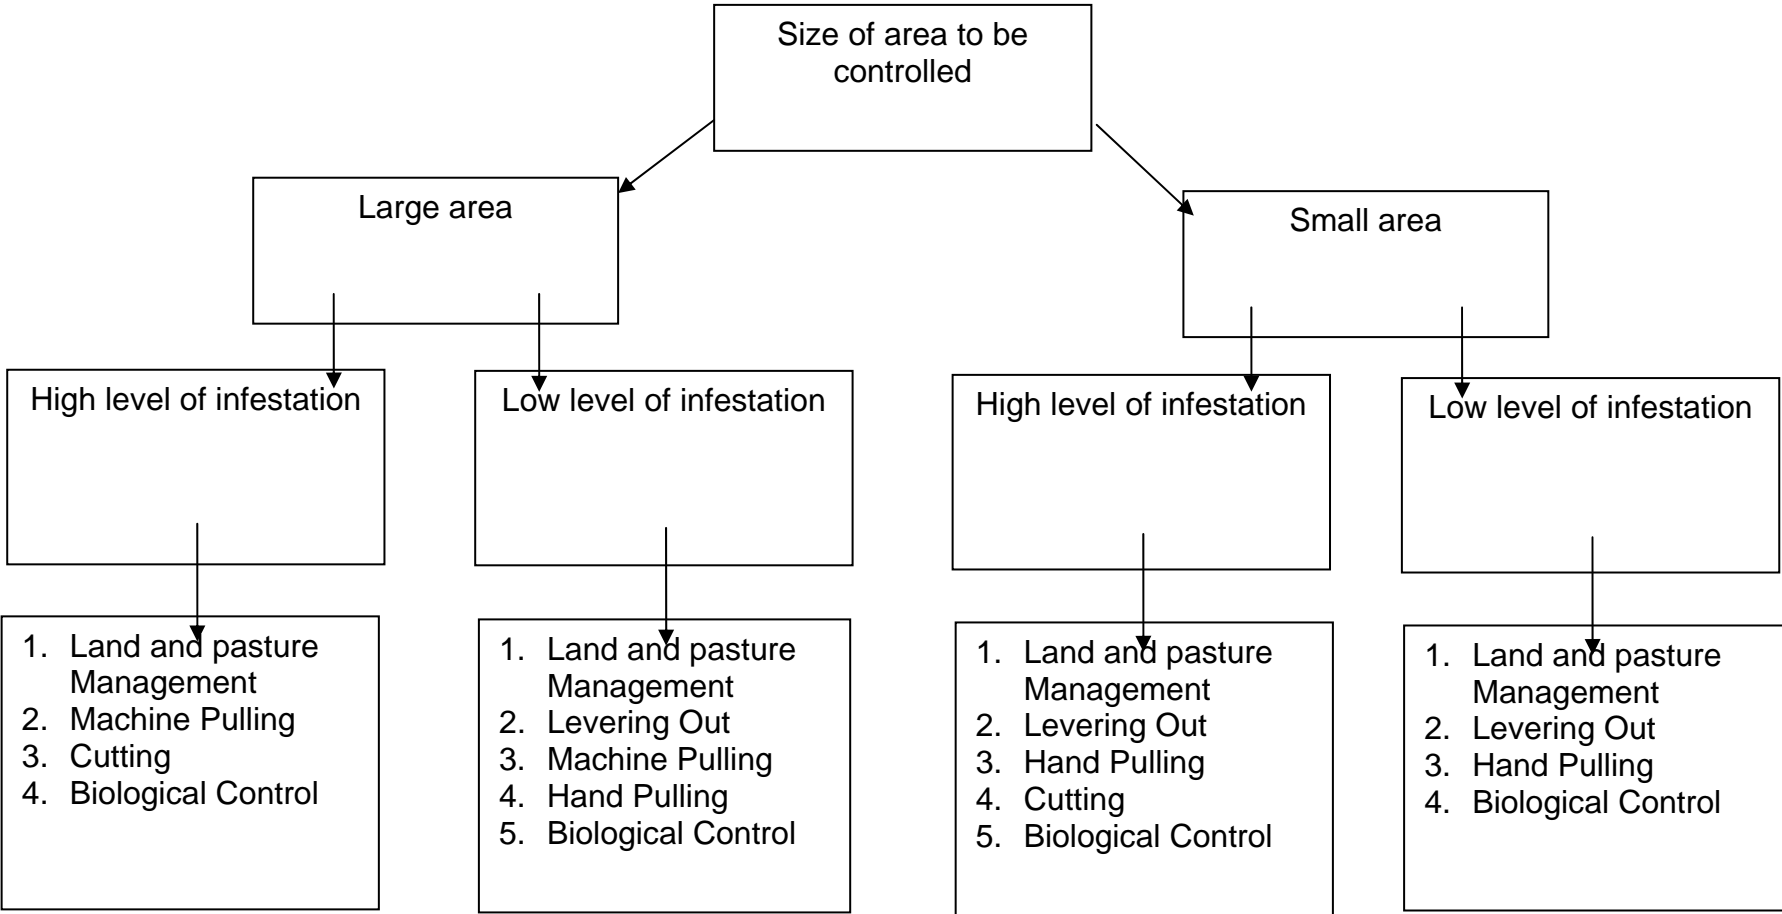 Size of area to be
controlled
Large area
Small area
High level of infestation
Low level of infestation
High level of infestation
Low level of infestation
1. Land and pasture
Management
2. Machine Pulling
3. Cutting
4. Biological Control
1. Land and pasture
Management
2. Levering Out
3. Machine Pulling
4. Hand Pulling
5. Biological Control
1. Land and pasture
Management
2. Levering Out
3. Hand Pulling
4. Cutting
5. Biological Control
1. Land and pasture
Management
2. Levering Out
3. Hand Pulling
4. Biological Control